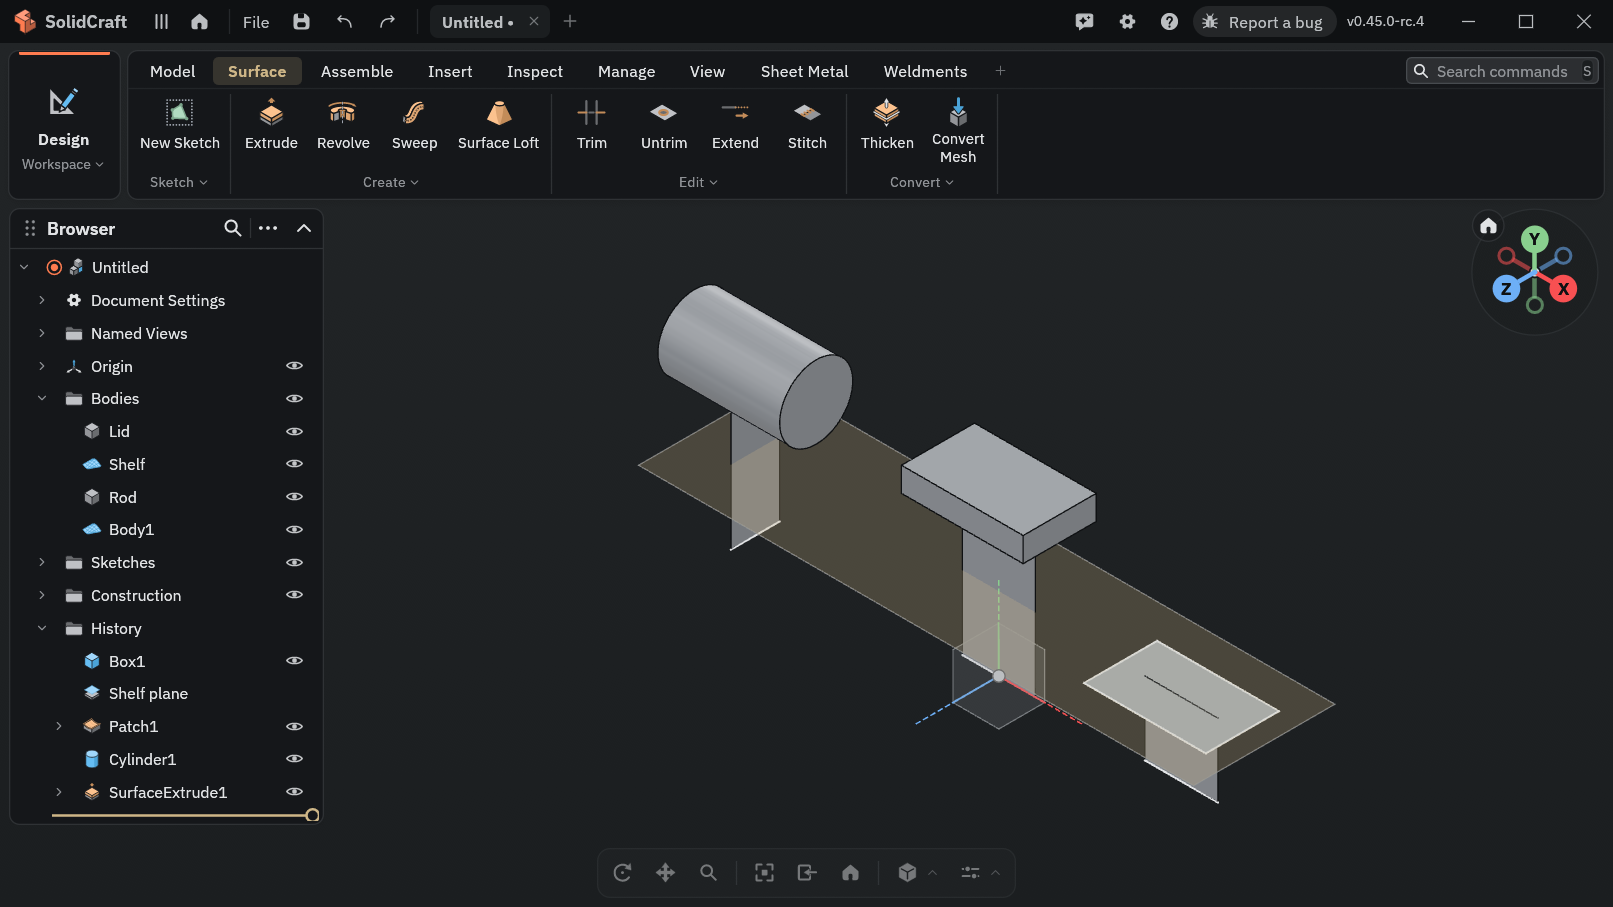 SolidCraft
File
Untitled •
Report a bug
v0.45.0-rc.4
Design
Workspace
Model
Surface
Assemble
Insert
Inspect
Manage
View
Sheet Metal
Weldments
Search commands
S
New Sketch
Extrude
Revolve
Sweep
Surface Loft
Trim
Untrim
Extend
Stitch
Thicken
Convert
Mesh
Sketch
Create
Edit
Convert
Browser
Untitled
Document Settings
Named Views
Origin
Bodies
Lid
Shelf
Rod
Body1
Sketches
Construction
History
Box1
Shelf plane
Patch1
Cylinder1
SurfaceExtrude1
Y
Z
X